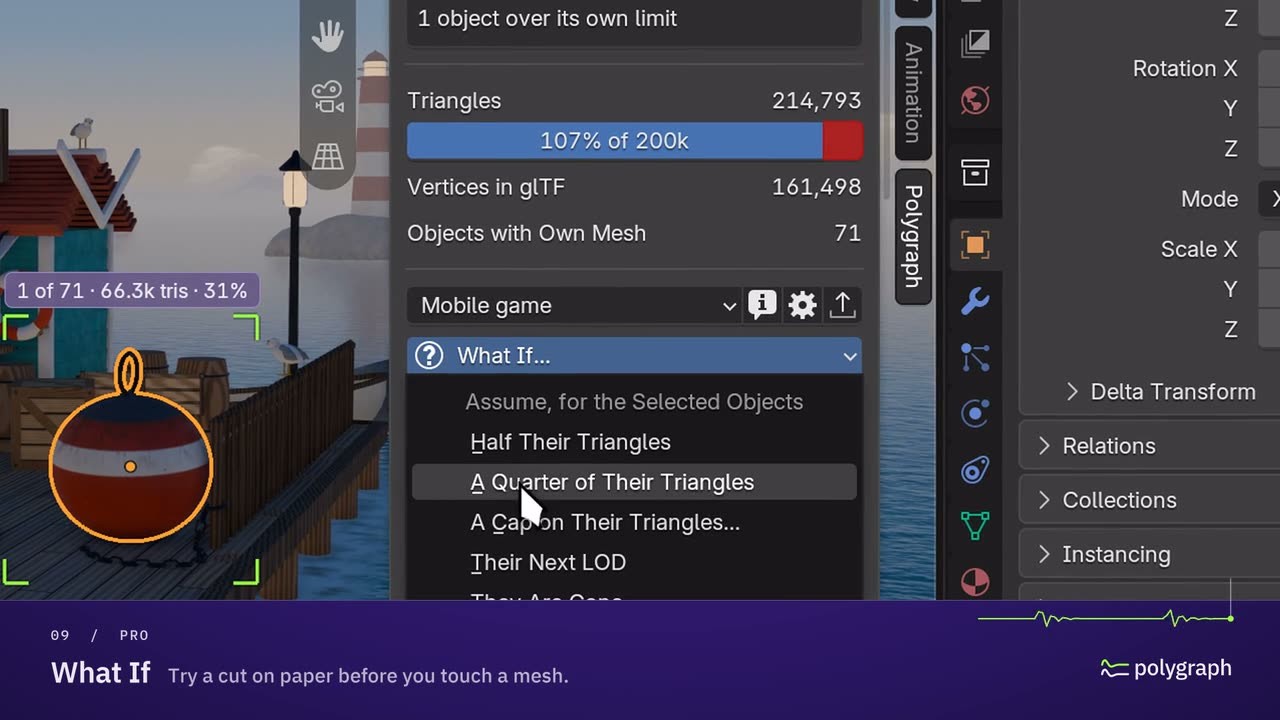 1 object over its own limit
Triangles 214,793
107% of 200k
Vertices in glTF 161,498
Objects with Own Mesh 71
Mobile game
What If...
Assume, for the Selected Objects
Half Their Triangles
A Quarter of Their Triangles
A Cap on Their Triangles...
Their Next LOD
They Are Gone
1 of 71 · 66.3k tris · 31%
Animation
Polygraph
Z
Rotation X
Y
Z
Mode X
Scale X
Y
Z
Delta Transform
Relations
Collections
Instancing
09 / PRO
What If Try a cut on paper before you touch a mesh.
polygraph